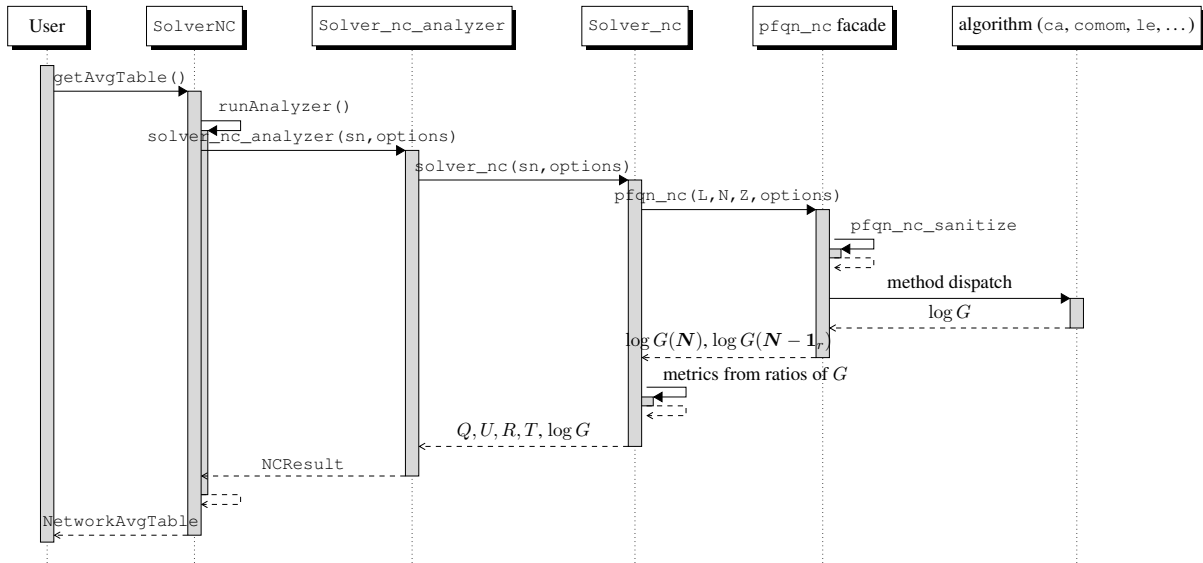 User
SolverNC
Solver_nc_analyzer
Solver_nc
pfqn_nc facade
algorithm (ca, comom, le, ...)
getAvgTable()
runAnalyzer()
solver_nc_analyzer(sn,options)
solver_nc(sn,options)
pfqn_nc(L,N,Z,options)
pfqn_nc_sanitize
method dispatch
log G
log G(N), log G(N − 1r)
metrics from ratios of G
Q, U, R, T, log G
NCResult
NetworkAvgTable